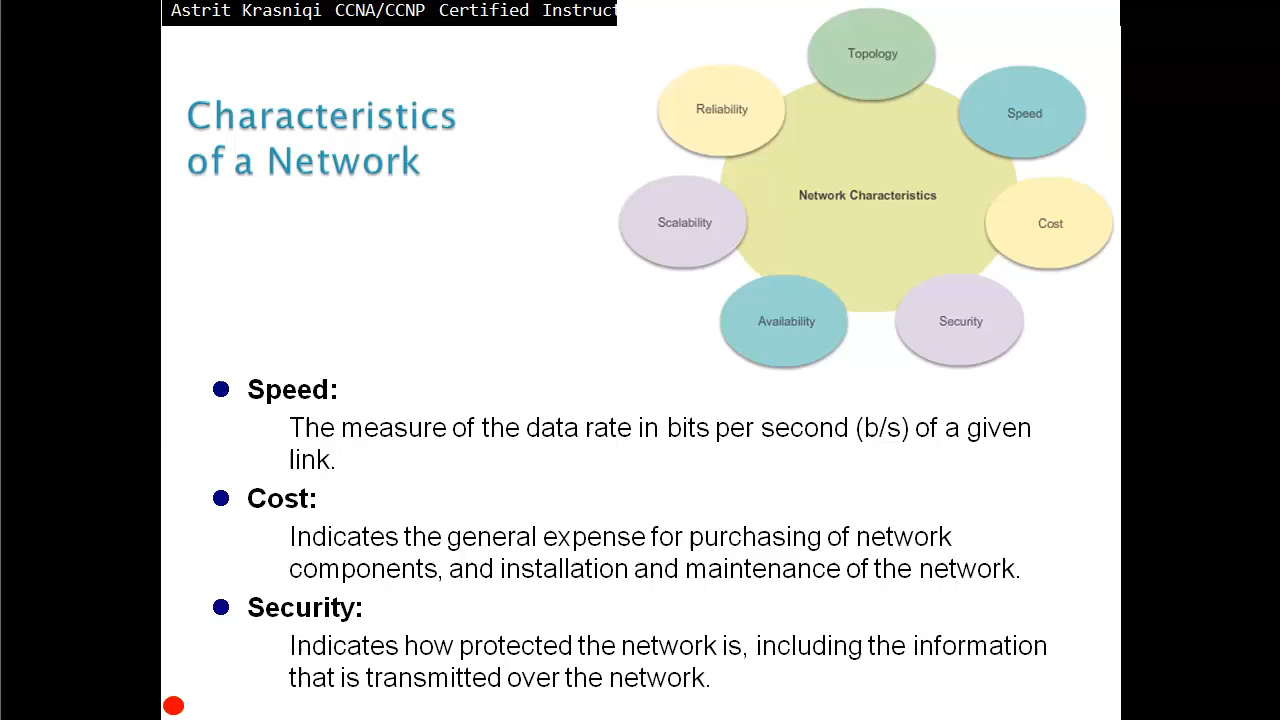 Astrit Krasniqi CCNA/CCNP Certified
Characteristics
of a Network
Topology
Reliability
Speed
Network Characteristics
Scalability
Cost
Availability
Security
Speed:
The measure of the data rate in bits per second (b/s) of a given
link.
Cost:
Indicates the general expense for purchasing of network
components, and installation and maintenance of the network.
Security:
Indicates how protected the network is, including the information
that is transmitted over the network.